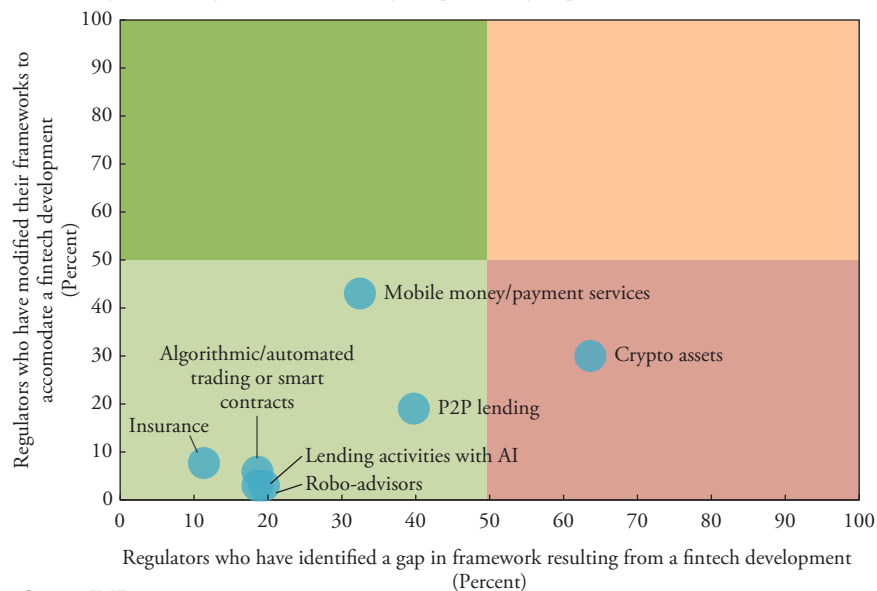 Regulators who have modified their frameworks to
accomodate a fintech development
(Percent)
100
90
80
70
60
50
40
30
20
10
0
Mobile money/payment services
Algorithmic/automated
trading or smart
contracts
Crypto assets
P2P lending
Insurance
Lending activities with AI
Robo-advisors
0 10 20 30 40 50 60 70 80 90 100
Regulators who have identified a gap in framework resulting from a fintech development
(Percent)